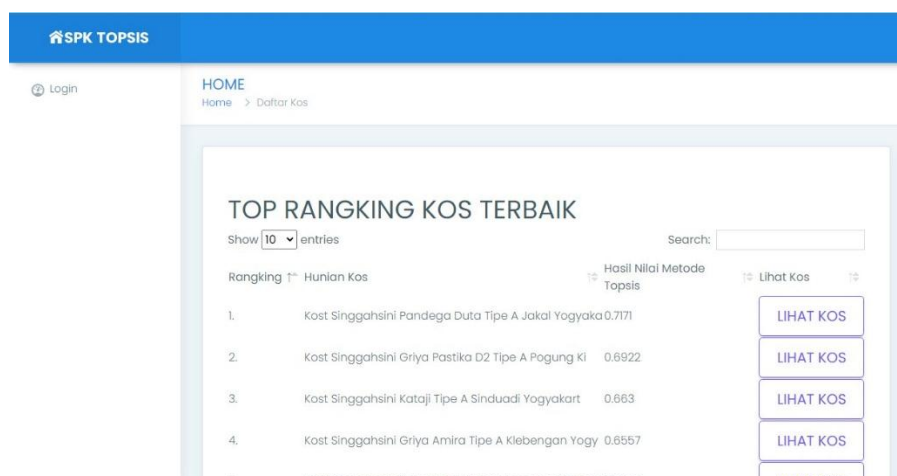 SPK TOPSIS
Login
HOME
Home > Daftar Kos
TOP RANGKING KOS TERBAIK
Show 10 entries
Search:
Rangking Hunian Kos Hasil Nilai Metode Topsis Lihat Kos
1. Kost Singgahsini Pandega Duta Tipe A Jakal Yogyaka 0.7171 LIHAT KOS
2. Kost Singgahsini Griya Pastika D2 Tipe A Pogung Ki 0.6922 LIHAT KOS
3. Kost Singgahsini Kataji Tipe A Sinduadi Yogyakart 0.663 LIHAT KOS
4. Kost Singgahsini Griya Amira Tipe A Klebengan Yogy 0.6557 LIHAT KOS